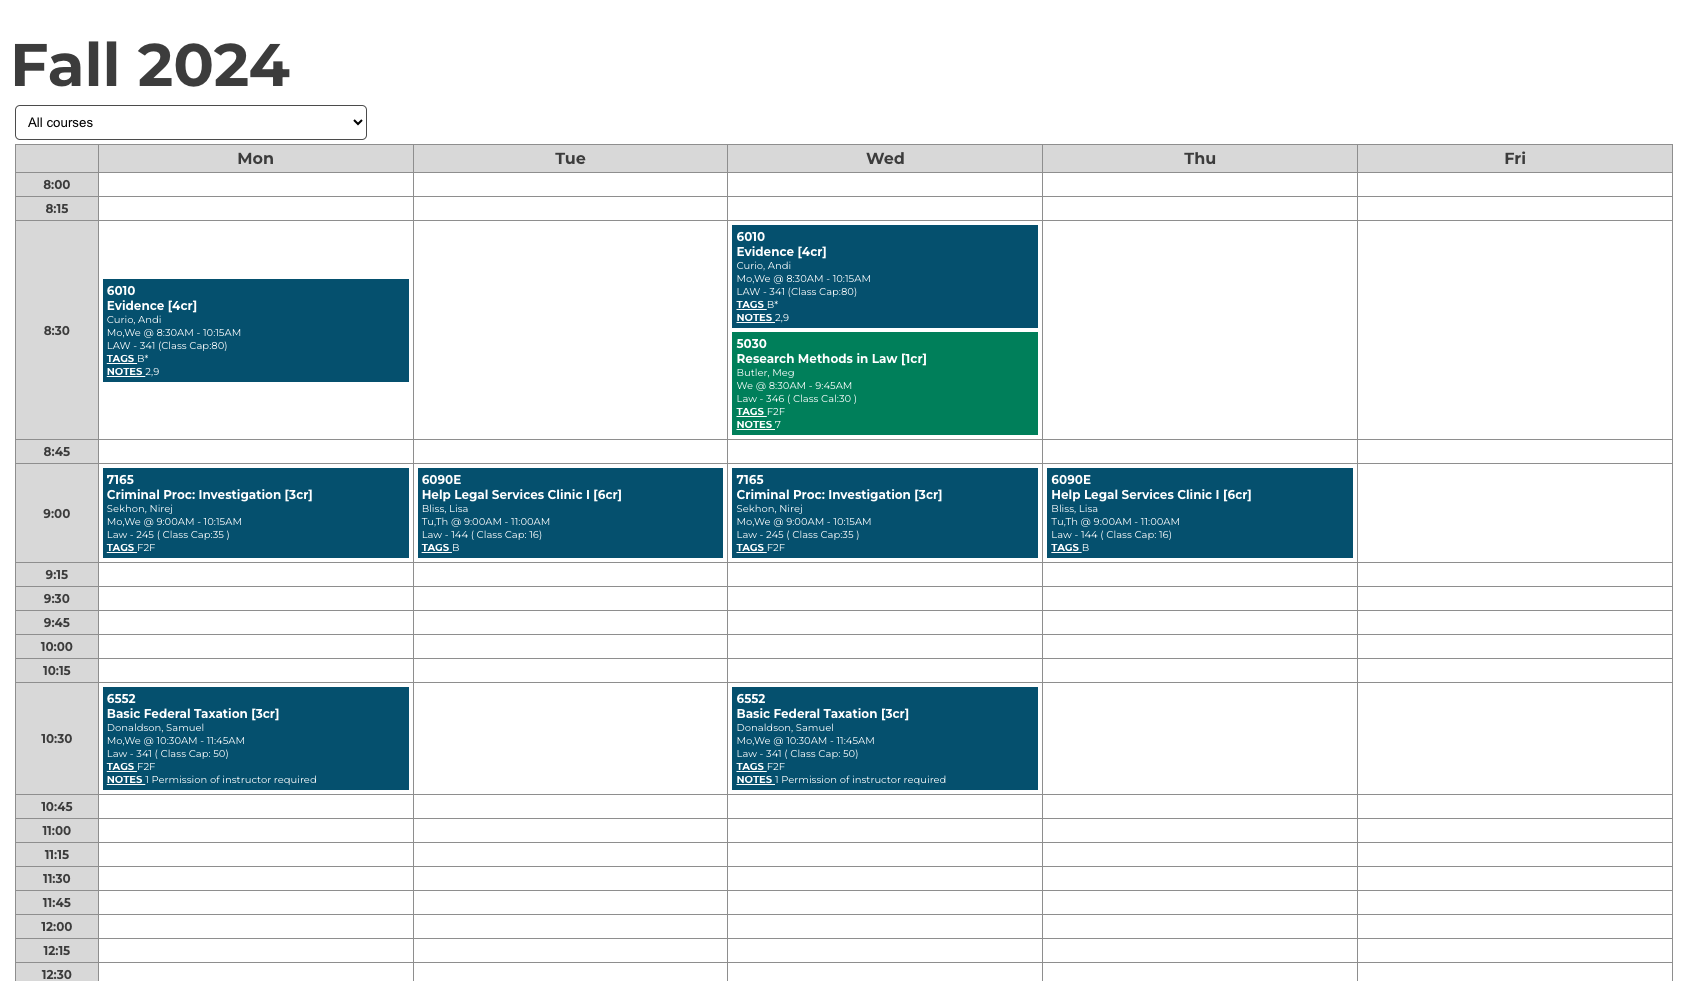 Fall 2024
All courses
Mon Tue Wed Thu Fri
8:00
8:15
8:30
6010
Evidence [4cr]
Curio, Andi
Mo,We @ 8:30AM - 10:15AM
LAW - 341 (Class Cap:80)
TAGS B*
NOTES 2,9
6010
Evidence [4cr]
Curio, Andi
Mo,We @ 8:30AM - 10:15AM
LAW - 341 (Class Cap:80)
TAGS B*
NOTES 2,9
5030
Research Methods in Law [1cr]
Butler, Meg
We @ 8:30AM - 9:45AM
Law - 346 ( Class Cal:30 )
TAGS F2F
NOTES 7
8:45
9:00
7165
Criminal Proc: Investigation [3cr]
Sekhon, Nirej
Mo,We @ 9:00AM - 10:15AM
Law - 245 ( Class Cap:35 )
TAGS F2F
6090E
Help Legal Services Clinic I [6cr]
Bliss, Lisa
Tu,Th @ 9:00AM - 11:00AM
Law - 144 ( Class Cap: 16)
TAGS B
7165
Criminal Proc: Investigation [3cr]
Sekhon, Nirej
Mo,We @ 9:00AM - 10:15AM
Law - 245 ( Class Cap:35 )
TAGS F2F
6090E
Help Legal Services Clinic I [6cr]
Bliss, Lisa
Tu,Th @ 9:00AM - 11:00AM
Law - 144 ( Class Cap: 16)
TAGS B
9:15
9:30
9:45
10:00
10:15
10:30
6552
Basic Federal Taxation [3cr]
Donaldson, Samuel
Mo,We @ 10:30AM - 11:45AM
Law - 341 ( Class Cap: 50)
TAGS F2F
NOTES 1 Permission of instructor required
6552
Basic Federal Taxation [3cr]
Donaldson, Samuel
Mo,We @ 10:30AM - 11:45AM
Law - 341 ( Class Cap: 50)
TAGS F2F
NOTES 1 Permission of instructor required
10:45
11:00
11:15
11:30
11:45
12:00
12:15
12:30